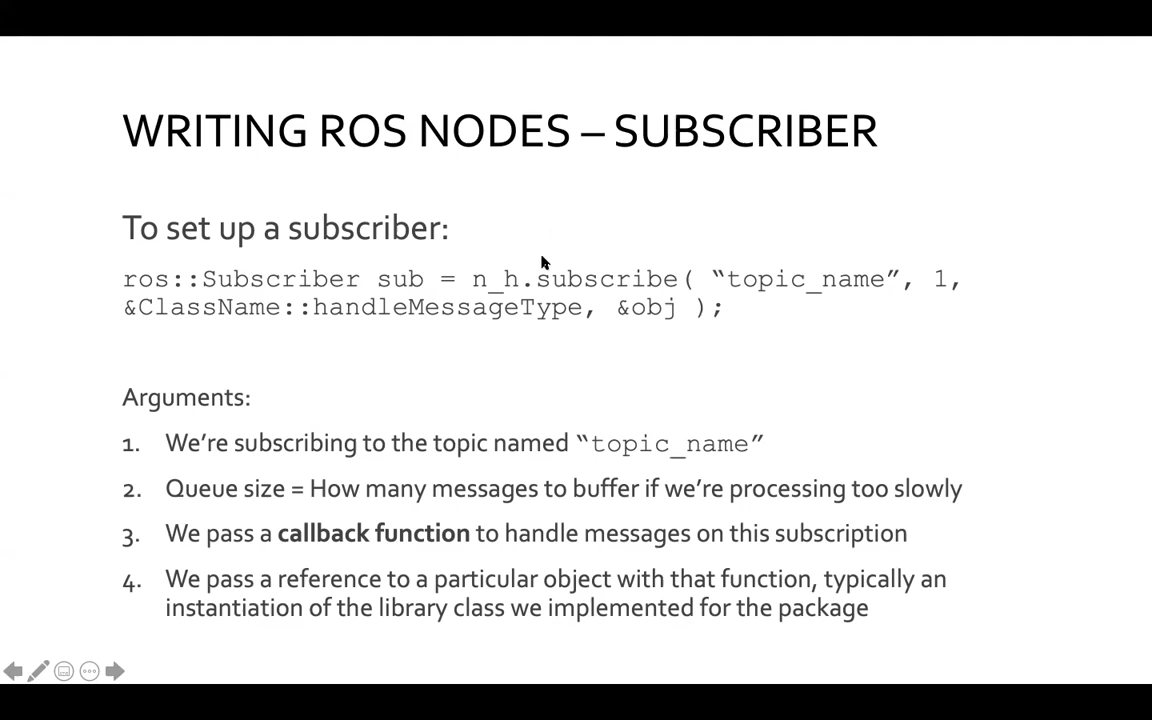 WRITING ROS NODES – SUBSCRIBER
To set up a subscriber:
ros::Subscriber sub = n_h.subscribe( “topic_name”, 1,
&ClassName::handleMessageType, &obj );
Arguments:
1. We’re subscribing to the topic named “topic_name”
2. Queue size = How many messages to buffer if we’re processing too slowly
3. We pass a callback function to handle messages on this subscription
4. We pass a reference to a particular object with that function, typically an
instantiation of the library class we implemented for the package